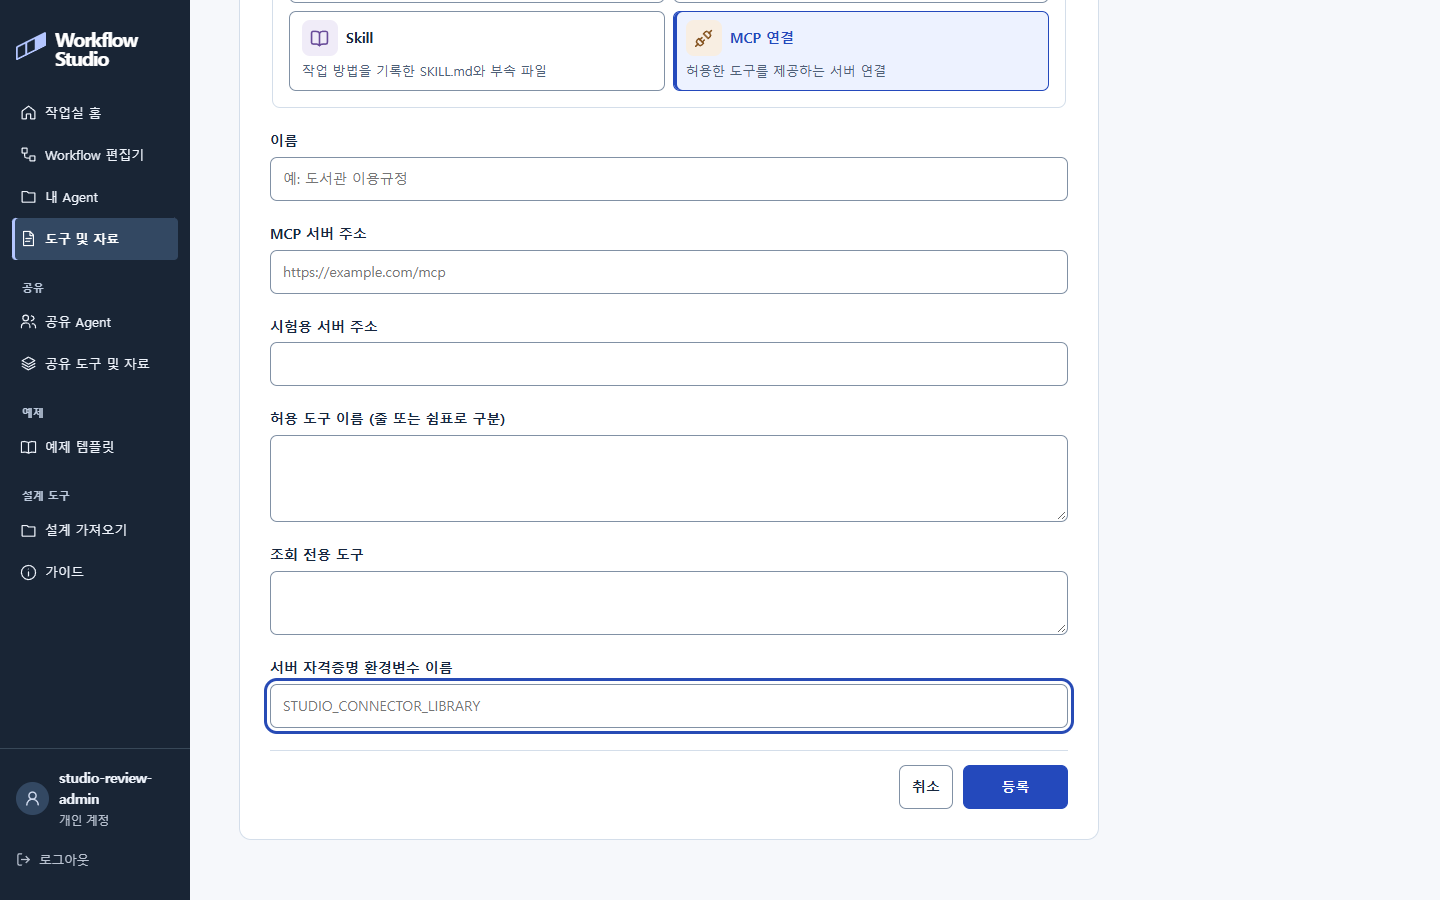 Workflow
Studio
작업실 홈
Workflow 편집기
내 Agent
도구 및 자료
공유
공유 Agent
공유 도구 및 자료
예제
예제 템플릿
설계 도구
설계 가져오기
가이드
studio-review-
admin
개인 계정
로그아웃
Skill
작업 방법을 기록한 SKILL.md와 부속 파일
MCP 연결
허용한 도구를 제공하는 서버 연결
이름
예: 도서관 이용규정
MCP 서버 주소
https://example.com/mcp
시험용 서버 주소
허용 도구 이름 (줄 또는 쉼표로 구분)
조회 전용 도구
서버 자격증명 환경변수 이름
STUDIO_CONNECTOR_LIBRARY
취소
등록